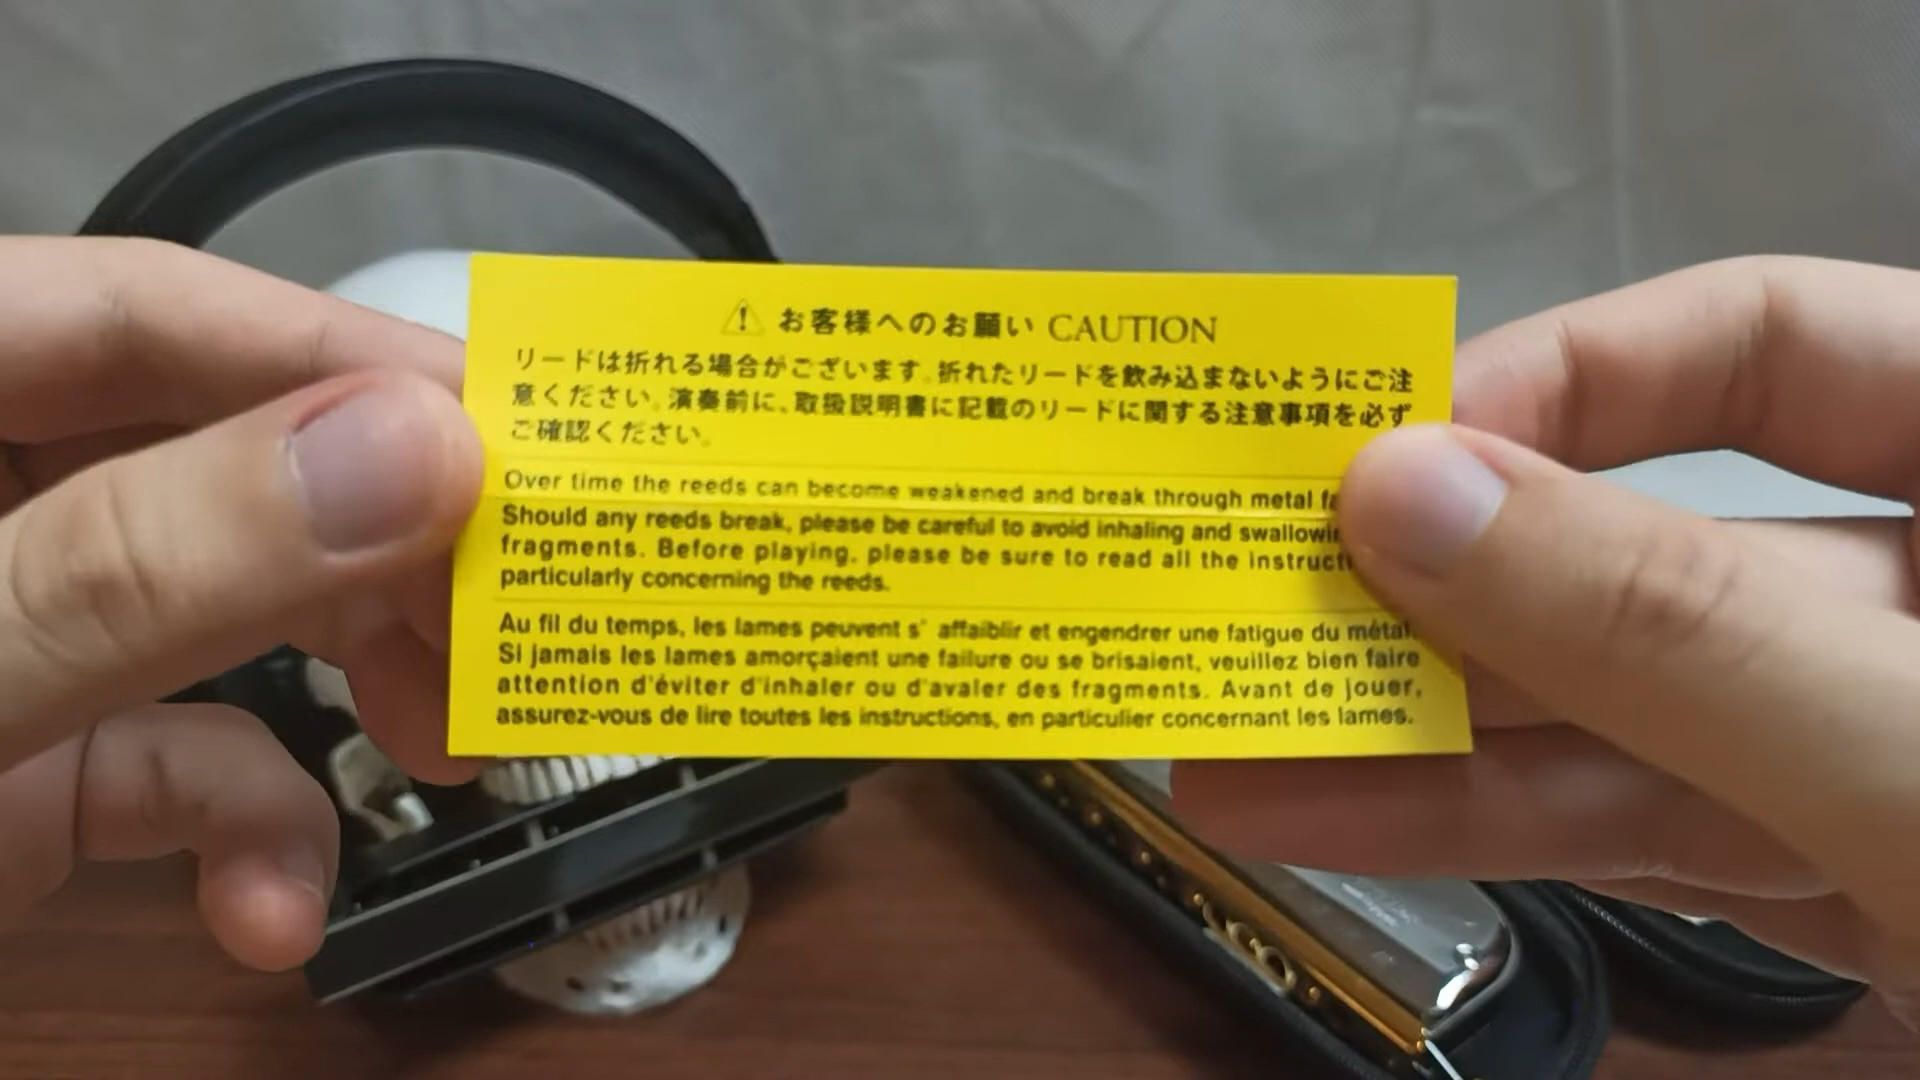 お客様へのお願い CAUTION
リードは折れる場合がございます。折れたリードを飲み込まないようにご注
意ください。演奏前に、取扱説明書に記載のリードに関する注意事項を必ず
ご確認ください。
Over time the reeds can become weakened and break through metal
Should any reeds break, please be careful to avoid inhaling and
fragments. Before playing, please be sure to read all the
particularly concerning the reeds.
Au fil du temps, les lames peuvent s' affaiblir et engendrer une fatigue du métal.
Si jamais les lames amorçaient une failure ou se brisaient, veuillez bien faire
attention d'éviter d'inhaler ou d'avaler des fragments. Avant de jouer,
assurez-vous de lire toutes les instructions, en particulier concernant les lames.